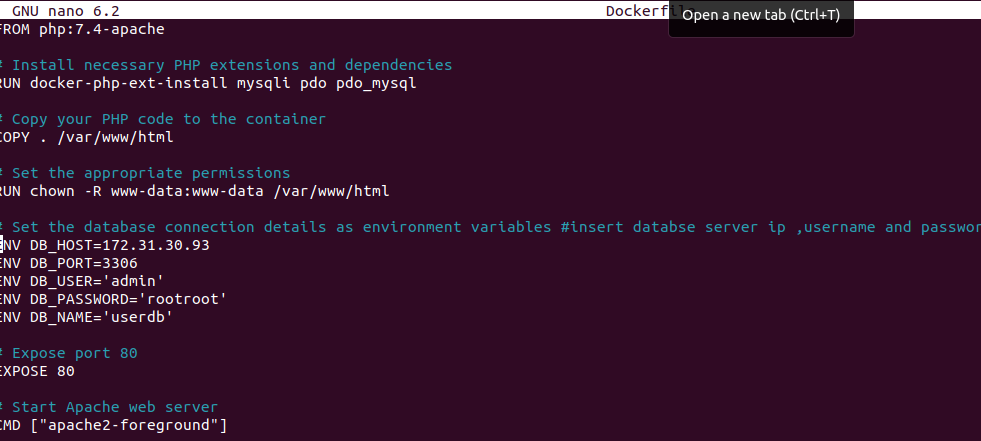 GNU nano 6.2 Dockerfile
Open a new tab (Ctrl+T)
FROM php:7.4-apache
# Install necessary PHP extensions and dependencies
RUN docker-php-ext-install mysqli pdo pdo_mysql
# Copy your PHP code to the container
COPY . /var/www/html
# Set the appropriate permissions
RUN chown -R www-data:www-data /var/www/html
# Set the database connection details as environment variables #insert databse server ip ,username and passwor
ENV DB_HOST=172.31.30.93
ENV DB_PORT=3306
ENV DB_USER='admin'
ENV DB_PASSWORD='rootroot'
ENV DB_NAME='userdb'
# Expose port 80
EXPOSE 80
# Start Apache web server
CMD ["apache2-foreground"]